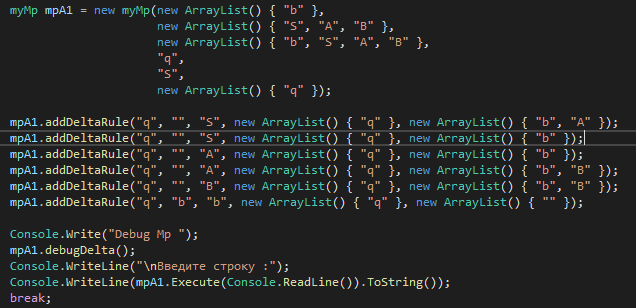 myMp mpA1 = new myMp(new ArrayList() { "b" },
new ArrayList() { "S", "A", "B" },
new ArrayList() { "b", "S", "A", "B" },
"q",
"S",
new ArrayList() { "q" });
mpA1.addDeltaRule("q", "", "S", new ArrayList() { "q" }, new ArrayList() { "b", "A" });
mpA1.addDeltaRule("q", "", "S", new ArrayList() { "q" }, new ArrayList() { "b" });
mpA1.addDeltaRule("q", "", "A", new ArrayList() { "q" }, new ArrayList() { "b" });
mpA1.addDeltaRule("q", "", "A", new ArrayList() { "q" }, new ArrayList() { "b", "B" });
mpA1.addDeltaRule("q", "", "B", new ArrayList() { "q" }, new ArrayList() { "b", "B" });
mpA1.addDeltaRule("q", "b", "b", new ArrayList() { "q" }, new ArrayList() { "" });
Console.Write("Debug Mp ");
mpA1.debugDelta();
Console.WriteLine("\nВведите строку :");
Console.WriteLine(mpA1.Execute(Console.ReadLine()).ToString());
break;